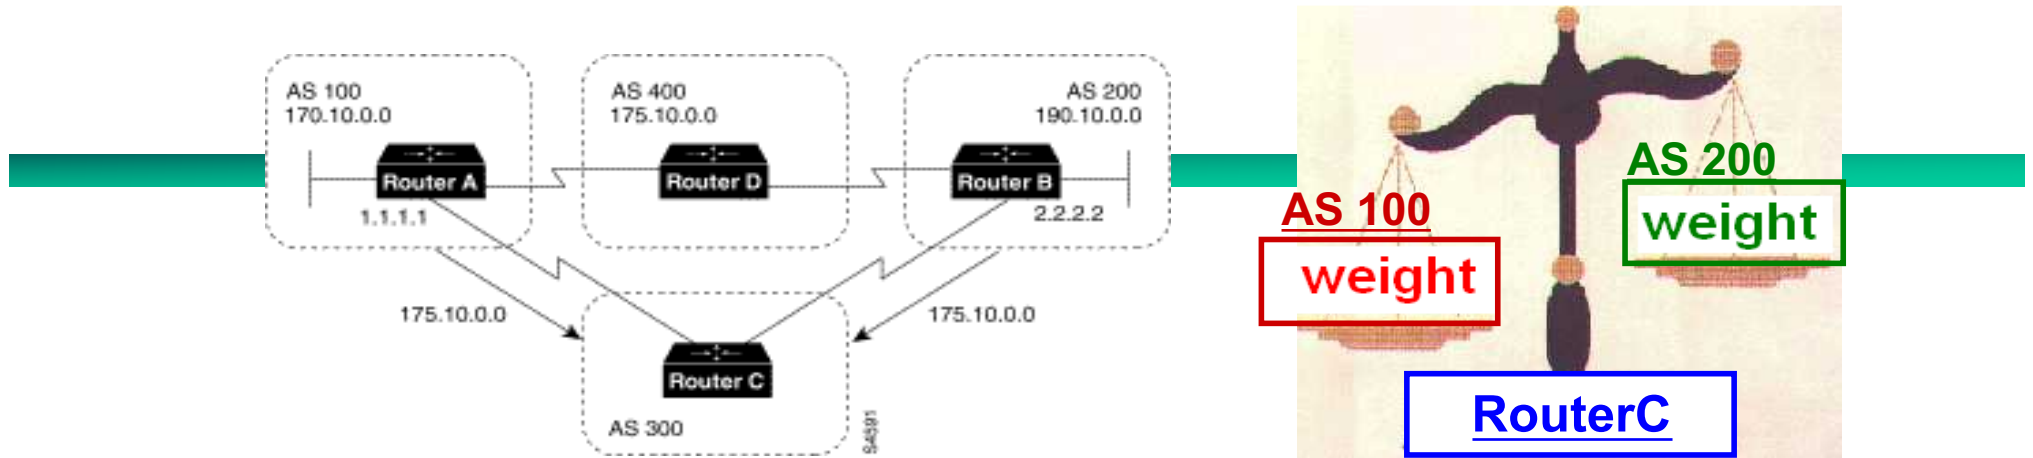 AS 100
170.10.0.0
AS 400
175.10.0.0
AS 200
190.10.0.0
Router A
Router D
Router B
1.1.1.1
2.2.2.2
175.10.0.0
175.10.0.0
Router C
AS 300
S4591
AS 100
weight
AS 200
weight
RouterC